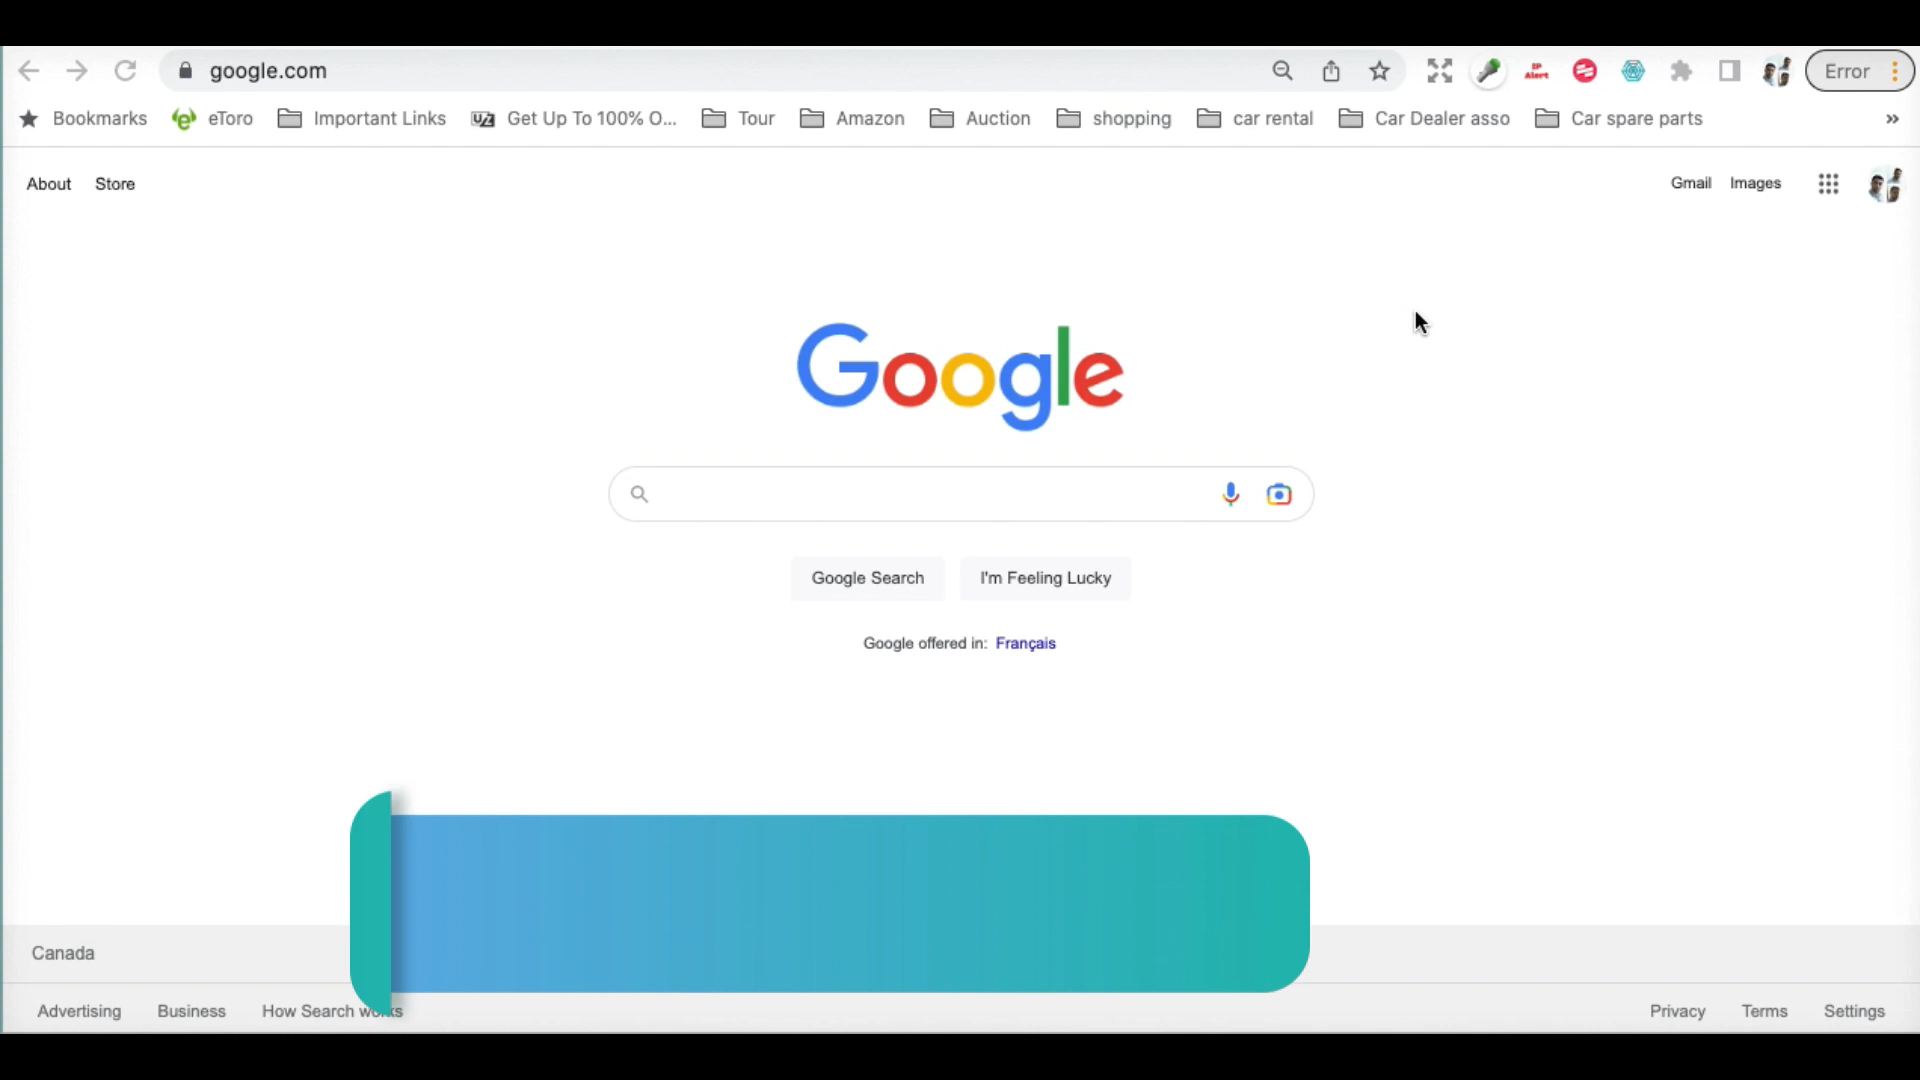 google.com
Error
Bookmarks eToro Important Links Get Up To 100% O... Tour Amazon Auction shopping car rental Car Dealer asso Car spare parts »
About Store Gmail Images
Google
Google Search I'm Feeling Lucky
Google offered in: Français
Canada
Advertising Business How Search works Privacy Terms Settings